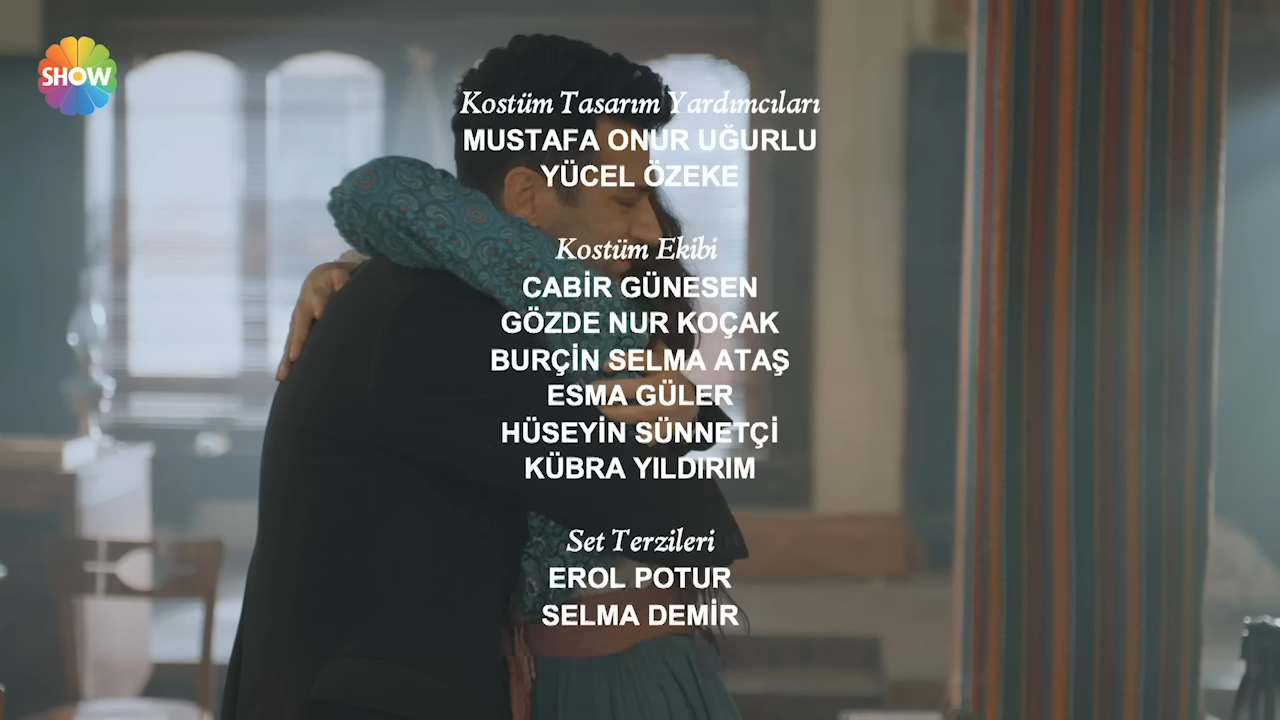 SHOW
Kostüm Tasarım Yardımcıları
MUSTAFA ONUR UĞURLU
YÜCEL ÖZEKE
Kostüm Ekibi
CABİR GÜNESEN
GÖZDE NUR KOÇAK
BURÇİN SELMA ATAŞ
ESMA GÜLER
HÜSEYİN SÜNNETÇİ
KÜBRA YILDIRIM
Set Terzileri
EROL POTUR
SELMA DEMİR